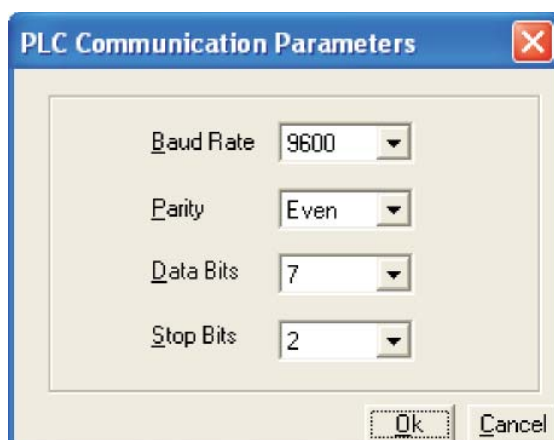 PLC Communication Parameters
Baud Rate 9600
Parity Even
Data Bits 7
Stop Bits 2
Ok Cancel